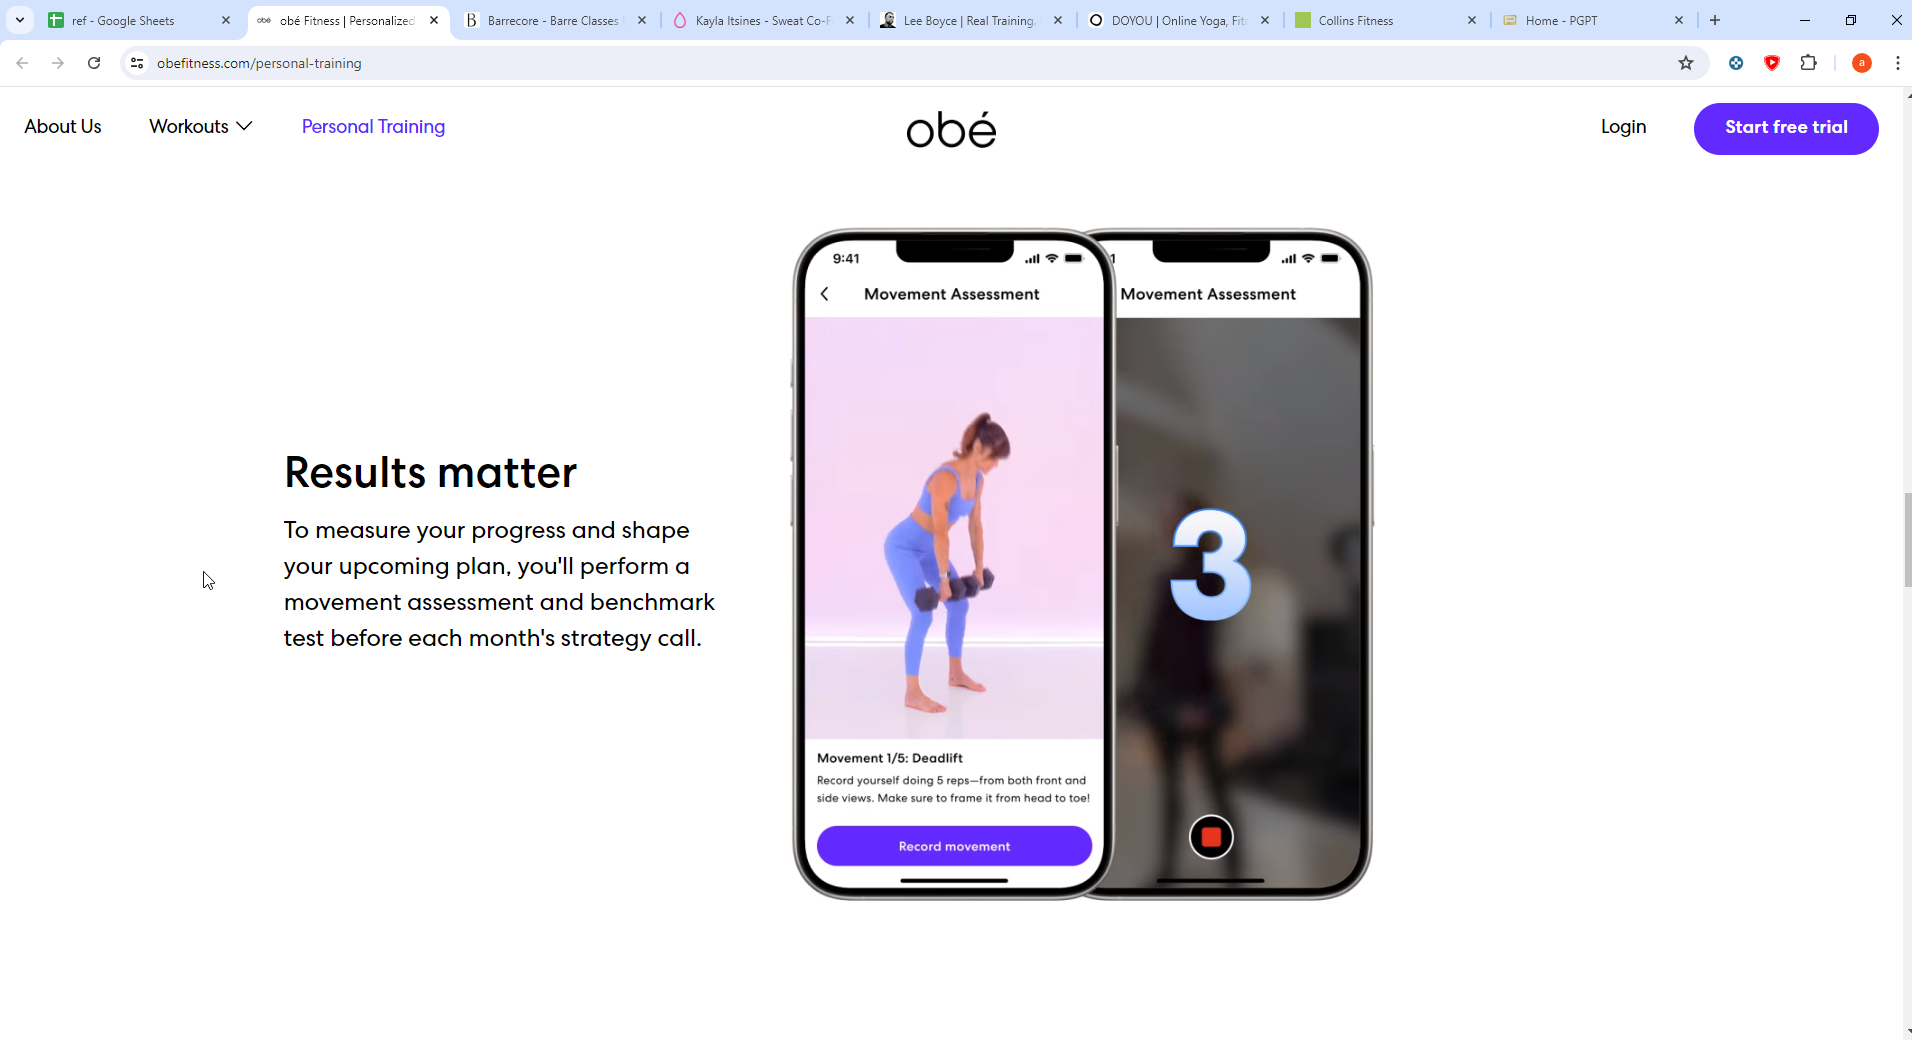 ref - Google Sheets
obé Fitness | Personalized
Barrecore - Barre Classes
Kayla Itsines - Sweat Co-F
Lee Boyce | Real Training.
DOYOU | Online Yoga, Fit
Collins Fitness
Home - PGPT
obefitness.com/personal-training
a
About Us
Workouts
Personal Training
obé
Login
Start free trial
Results matter
To measure your progress and shape
your upcoming plan, you'll perform a
movement assessment and benchmark
test before each month's strategy call.
9:41
Movement Assessment
Movement 1/5: Deadlift
Record yourself doing 5 reps—from both front and
side views. Make sure to frame it from head to toe!
Record movement
1
Movement Assessment
3